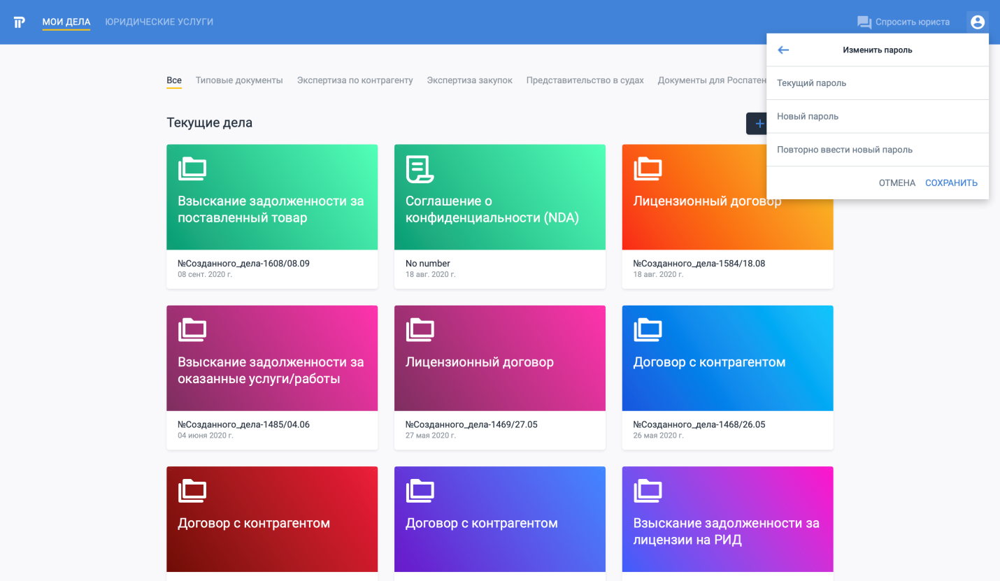 МОИ ДЕЛА
ЮРИДИЧЕСКИЕ УСЛУГИ
Спросить юриста
Изменить пароль
Текущий пароль
Новый пароль
Повторно ввести новый пароль
ОТМЕНА
СОХРАНИТЬ
Все
Типовые документы
Экспертиза по контрагенту
Экспертиза закупок
Представительство в судах
Документы для Роспатен
Текущие дела
Взыскание задолженности за
поставленный товар
№Созданного_дела-1608/08.09
08 сент. 2020 г.
Соглашение о
конфиденциальности (NDA)
No number
18 авг. 2020 г.
Лицензионный договор
№Созданного_дела-1584/18.08
18 авг. 2020 г.
Взыскание задолженности за
оказанные услуги/работы
№Созданного_дела-1485/04.06
04 июня 2020 г.
Лицензионный договор
№Созданного_дела-1469/27.05
27 мая 2020 г.
Договор с контрагентом
№Созданного_дела-1468/26.05
26 мая 2020 г.
Договор с контрагентом
Договор с контрагентом
Взыскание задолженности за
лицензии на РИД